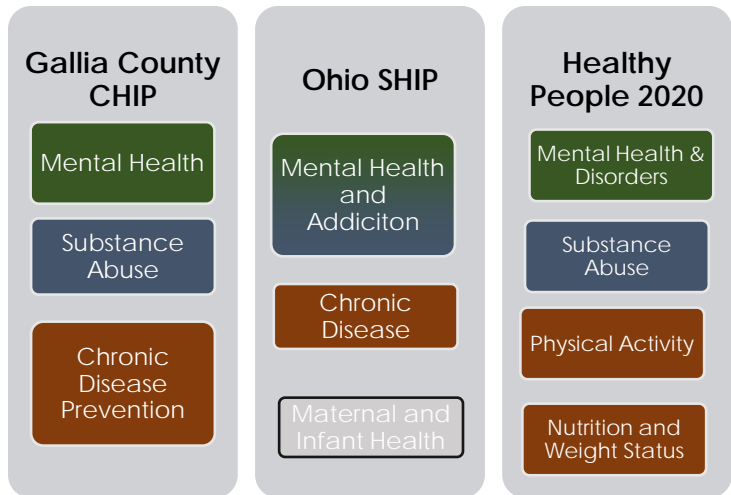 Gallia County
CHIP
Mental Health
Substance
Abuse
Chronic
Disease
Prevention
Ohio SHIP
Mental Health
and
Addiciton
Chronic
Disease
Maternal and
Infant Health
Healthy
People 2020
Mental Health &
Disorders
Substance
Abuse
Physical Activity
Nutrition and
Weight Status